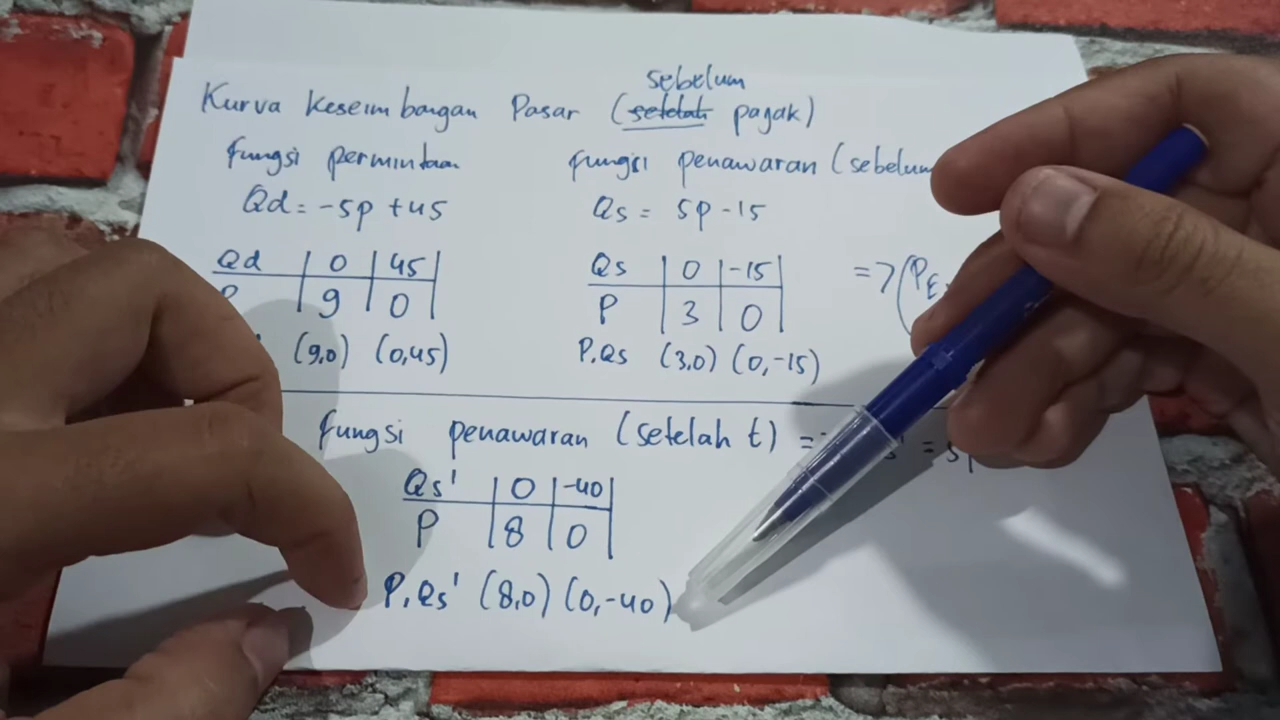 sebelum
Kurva Keseimbangan Pasar (setelah pajak)
fungsi permintaan
fungsi penawaran (sebelum
Qd = -5p + 45
Qs = 5p - 15
Qd | 0 | 45 |
9 | 0 |
Qs | 0 | -15 |
P | 3 | 0 |
=> (PE
(9,0) (0,45)
P.Qs (3,0) (0,-15)
fungsi penawaran (setelah t) = = 5p
Qs' | 0 | -40 |
P | 8 | 0 |
P.Qs' (8,0) (0,-40)